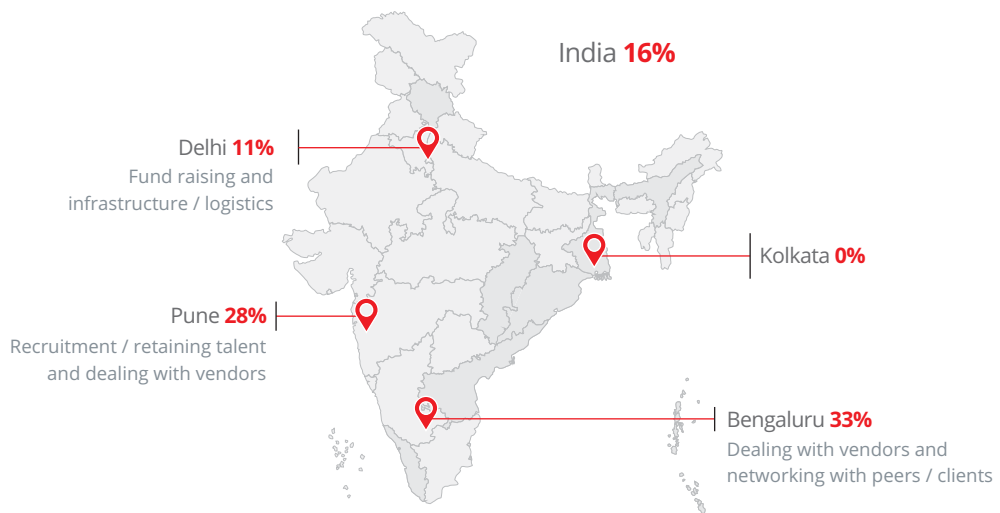 India 16%
Delhi 11%
Fund raising and
infrastructure / logistics
Kolkata 0%
Pune 28%
Recruitment / retaining talent
and dealing with vendors
Bengaluru 33%
Dealing with vendors and
networking with peers / clients